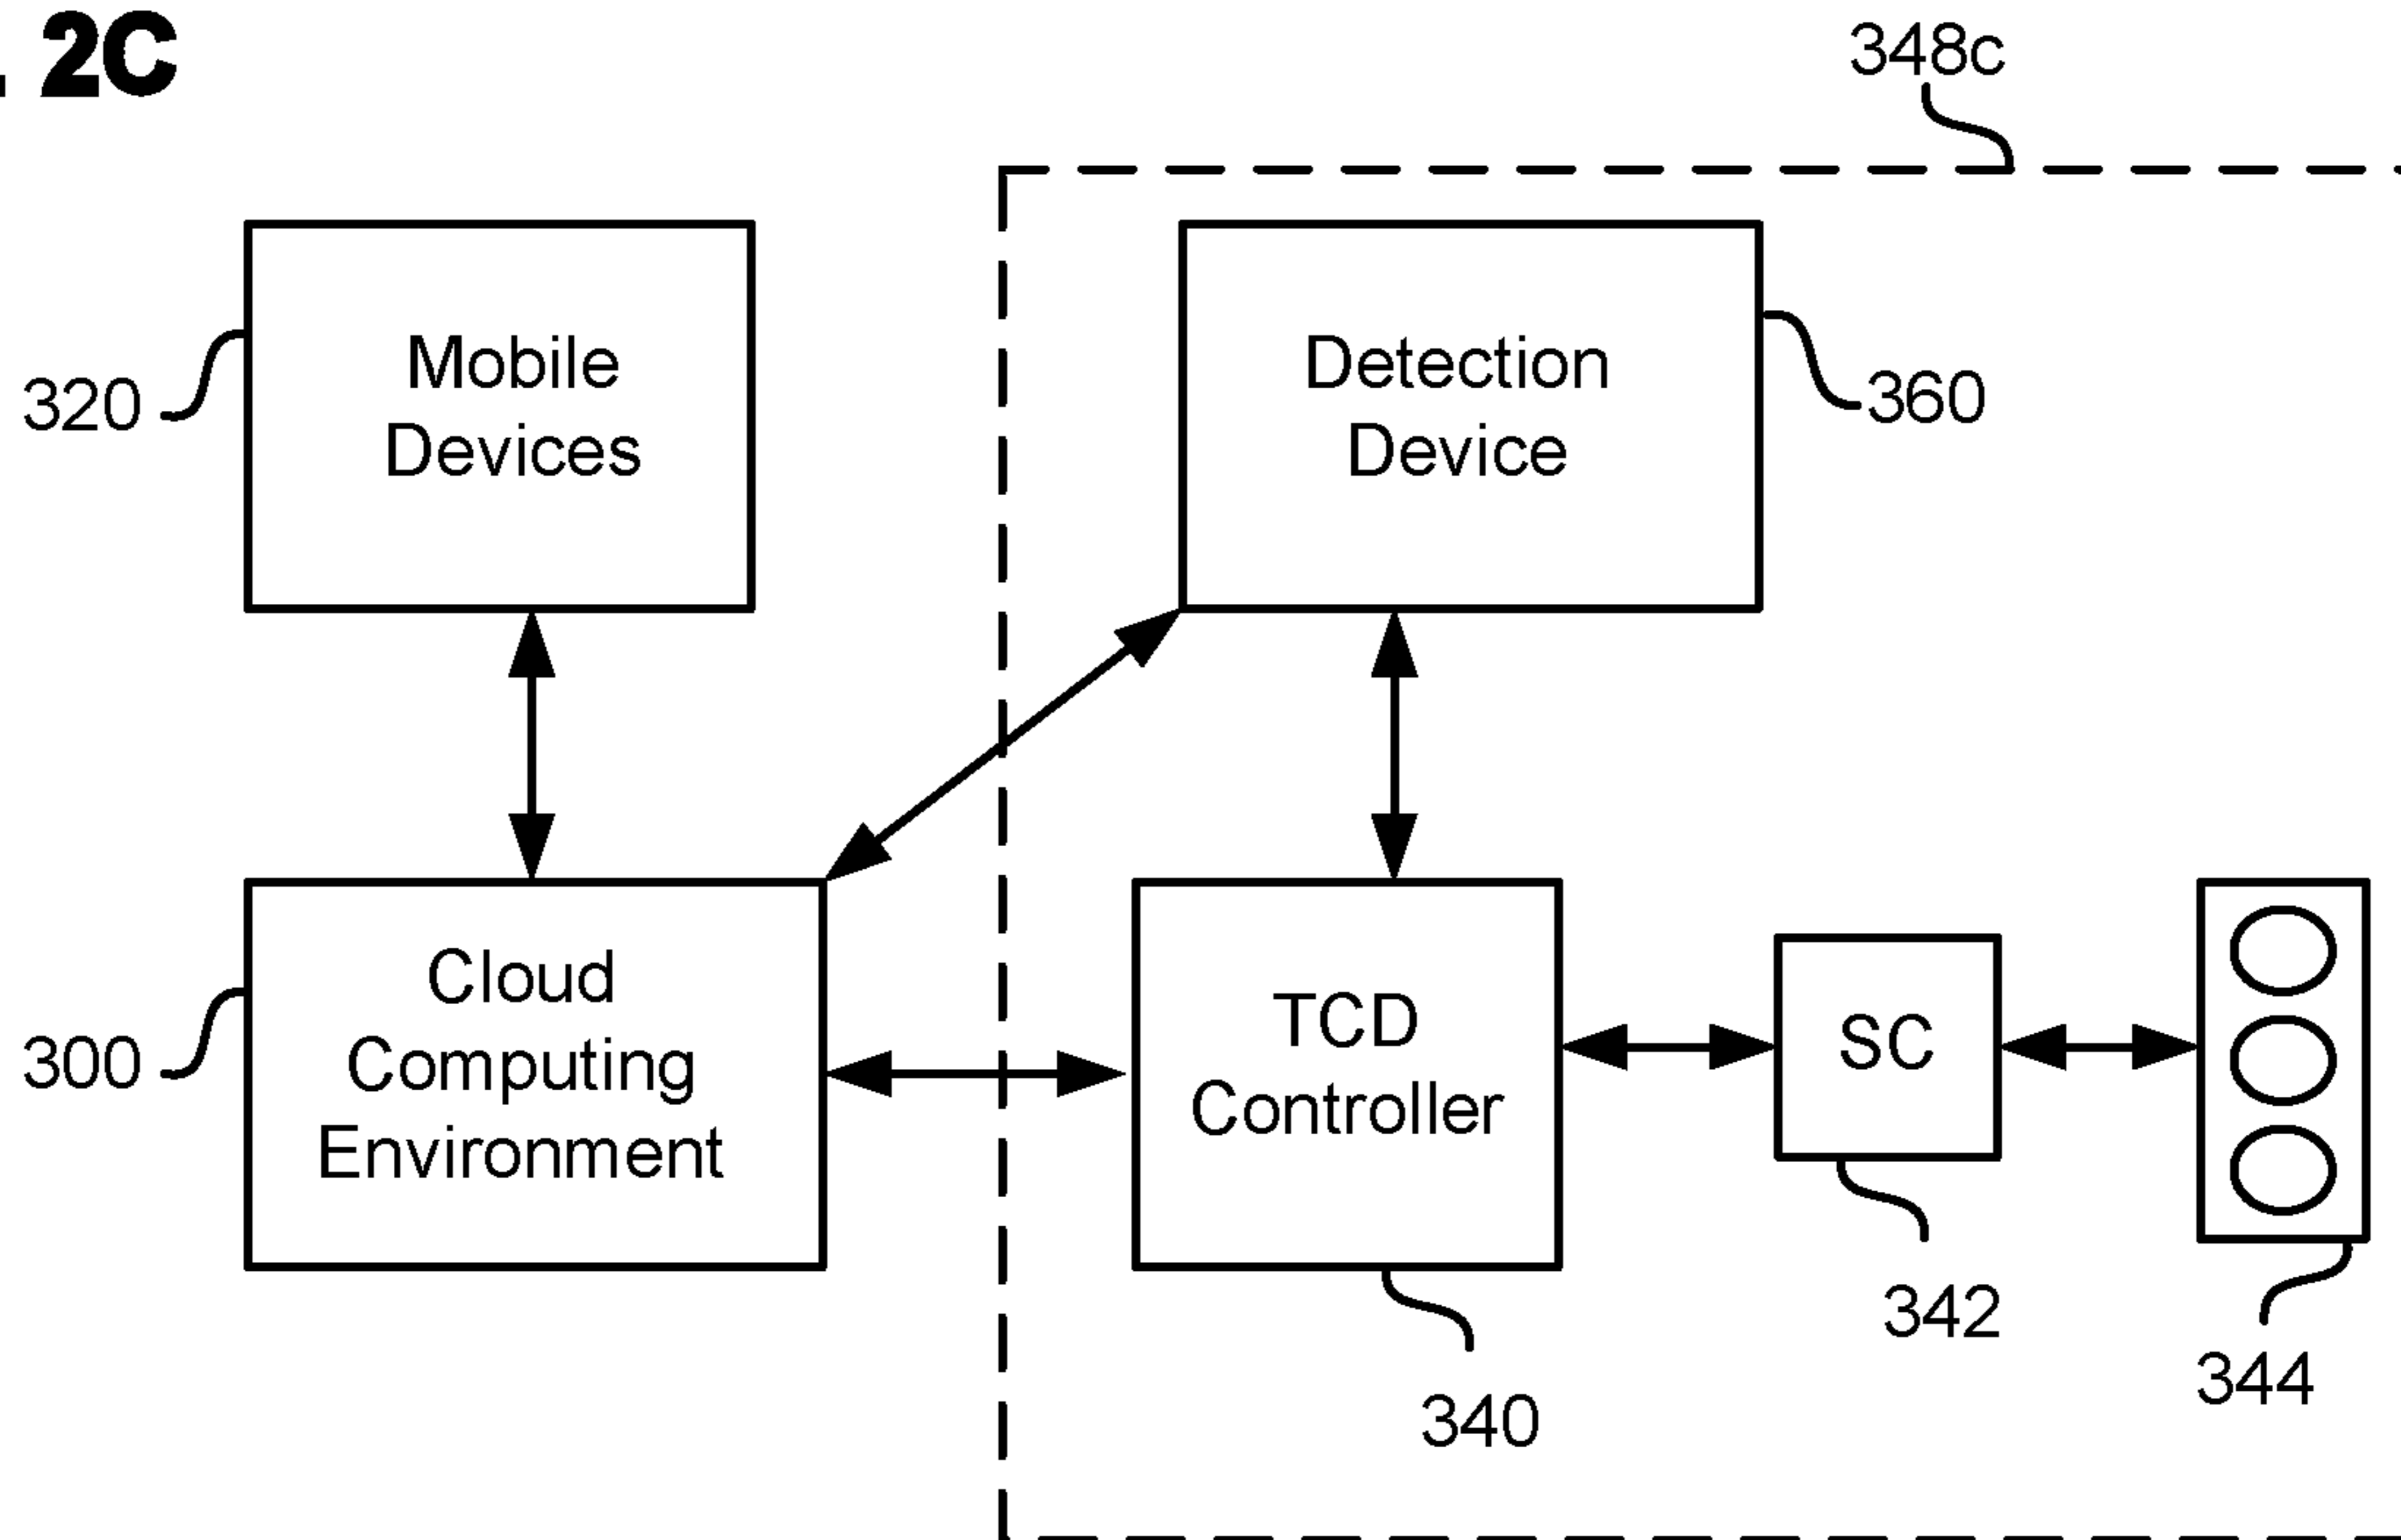 . 2C
348c
Mobile
Devices
320
Detection
Device
360
Cloud
Computing
Environment
300
TCD
Controller
SC
342
344
340